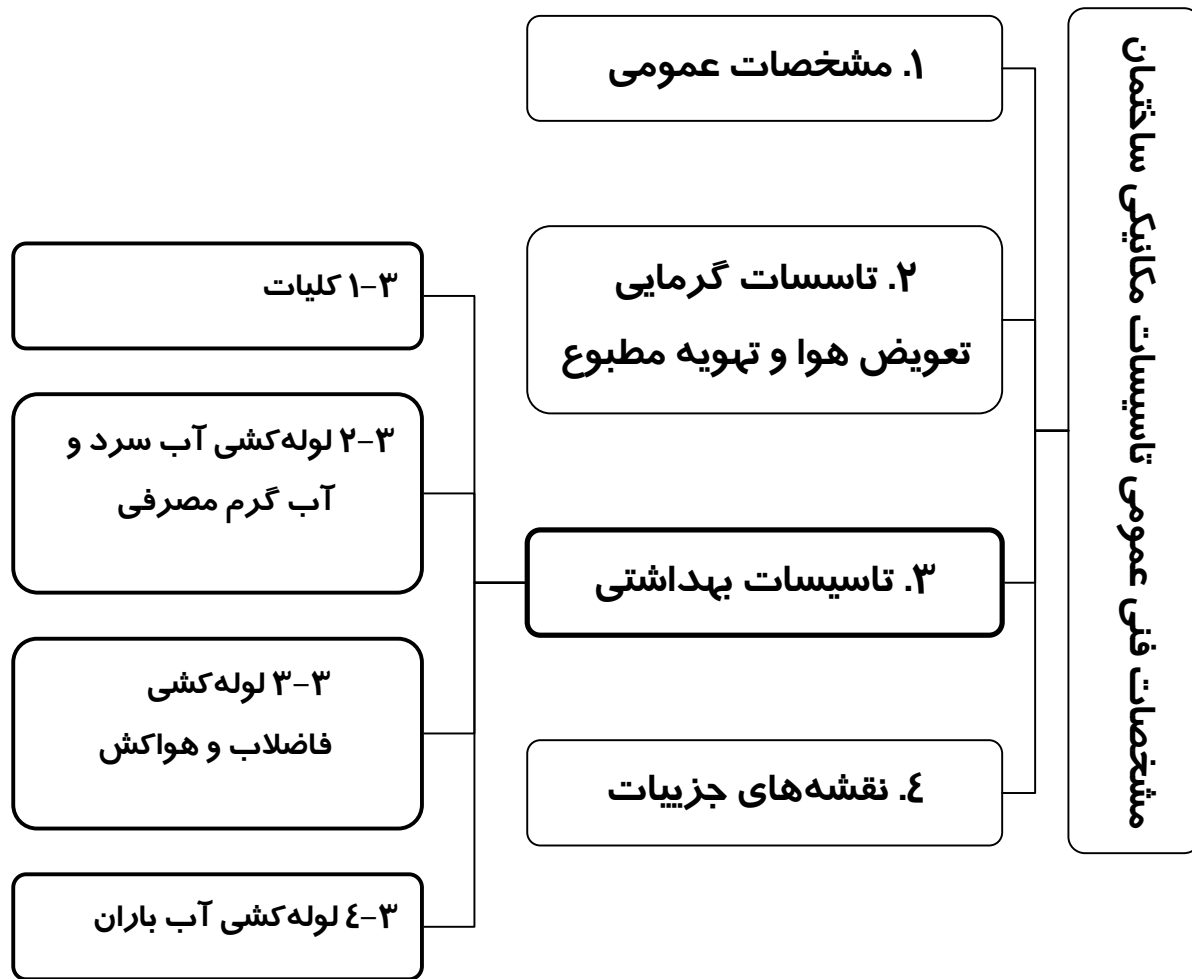 مشخصات فنی عمومی تاسیسات مکانیکی ساختمان
۱. مشخصات عمومی
۲. تاسسات گرمایی
تعویض هوا و تهویه مطبوع
۳. تاسیسات بهداشتی
۴. نقشه‌های جزییات
۳-۱ کلیات
۳-۲ لوله‌کشی آب سرد و
آب گرم مصرفی
۳-۳ لوله‌کشی
فاضلاب و هواکش
۳-۴ لوله‌کشی آب باران